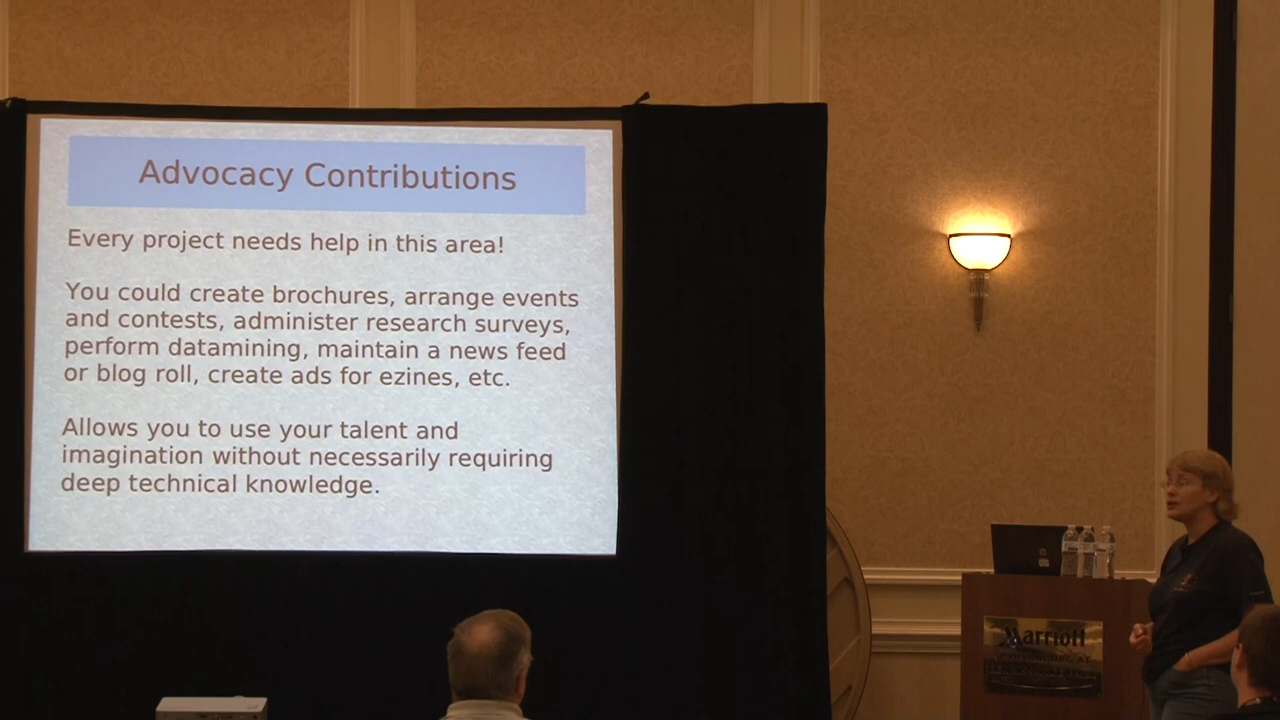 Advocacy Contributions
Every project needs help in this area!
You could create brochures, arrange events
and contests, administer research surveys,
perform datamining, maintain a news feed
or blog roll, create ads for ezines, etc.
Allows you to use your talent and
imagination without necessarily requiring
deep technical knowledge.
Marriott